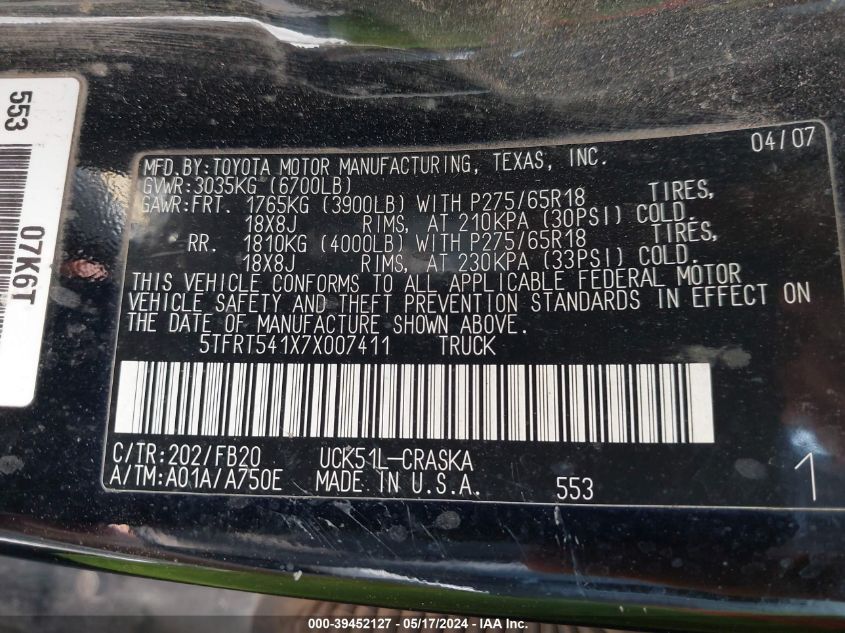 553
07K6T
04/07
MFD.BY:TOYOTA MOTOR MANUFACTURING, TEXAS, INC.
GVWR:3035KG (6700LB)
GAWR:FRT. 1765KG (3900LB) WITH P275/65R18 TIRES,
18X8J RIMS, AT 210KPA (30PSI) COLD.
RR. 1810KG (4000LB) WITH P275/65R18 TIRES,
18X8J RIMS, AT 230KPA (33PSI) COLD.
THIS VEHICLE CONFORMS TO ALL APPLICABLE FEDERAL MOTOR
VEHICLE SAFETY AND THEFT PREVENTION STANDARDS IN EFFECT ON
THE DATE OF MANUFACTURE SHOWN ABOVE.
5TFRT541X7X007411 TRUCK
C/TR:202/FB20 UCK51L-CRASKA
A/TM:A01A/A750E MADE IN U.S.A. 553 1
000-39452127 - 05/17/2024 - IAA Inc.